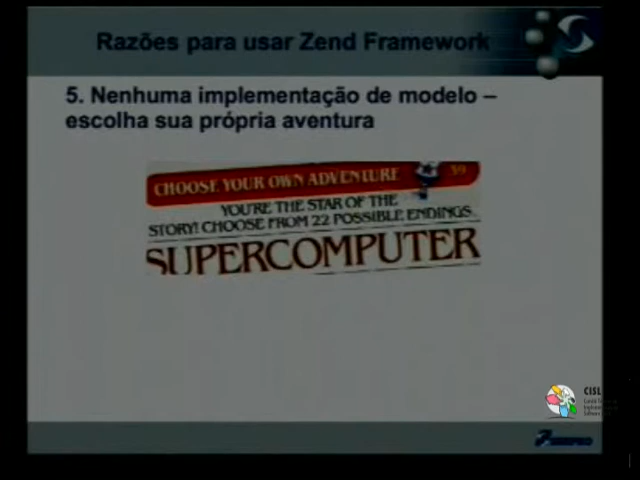 Razões para usar Zend Framework
5. Nenhuma implementação de modelo –
escolha sua própria aventura
CHOOSE YOUR OWN ADVENTURE 39
YOU'RE THE STAR OF THE
STORY! CHOOSE FROM 22 POSSIBLE ENDINGS.
SUPERCOMPUTER
CISL